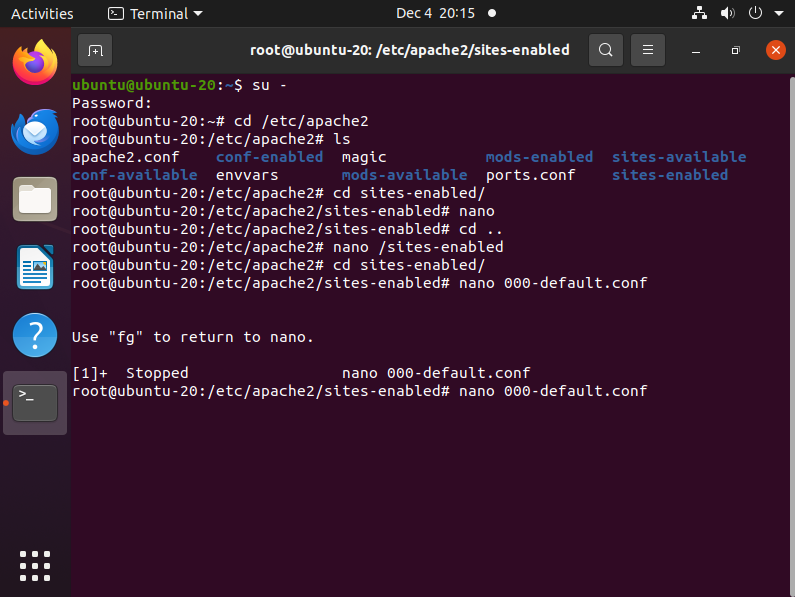 Activities Terminal Dec 4 20:15
root@ubuntu-20: /etc/apache2/sites-enabled
ubuntu@ubuntu-20:~$ su -
Password:
root@ubuntu-20:~# cd /etc/apache2
root@ubuntu-20:/etc/apache2# ls
apache2.conf conf-enabled magic mods-enabled sites-available
conf-available envvars mods-available ports.conf sites-enabled
root@ubuntu-20:/etc/apache2# cd sites-enabled/
root@ubuntu-20:/etc/apache2/sites-enabled# nano
root@ubuntu-20:/etc/apache2/sites-enabled# cd ..
root@ubuntu-20:/etc/apache2# nano /sites-enabled
root@ubuntu-20:/etc/apache2# cd sites-enabled/
root@ubuntu-20:/etc/apache2/sites-enabled# nano 000-default.conf
Use "fg" to return to nano.
[1]+ Stopped nano 000-default.conf
root@ubuntu-20:/etc/apache2/sites-enabled# nano 000-default.conf